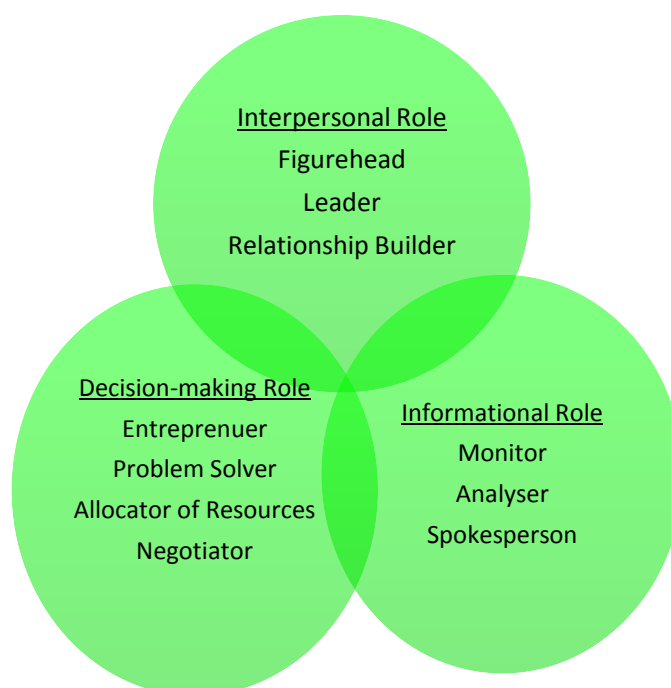 Interpersonal Role
Figurehead
Leader
Relationship Builder
Decision-making Role
Entreprenuer
Problem Solver
Allocator of Resources
Negotiator
Informational Role
Monitor
Analyser
Spokesperson